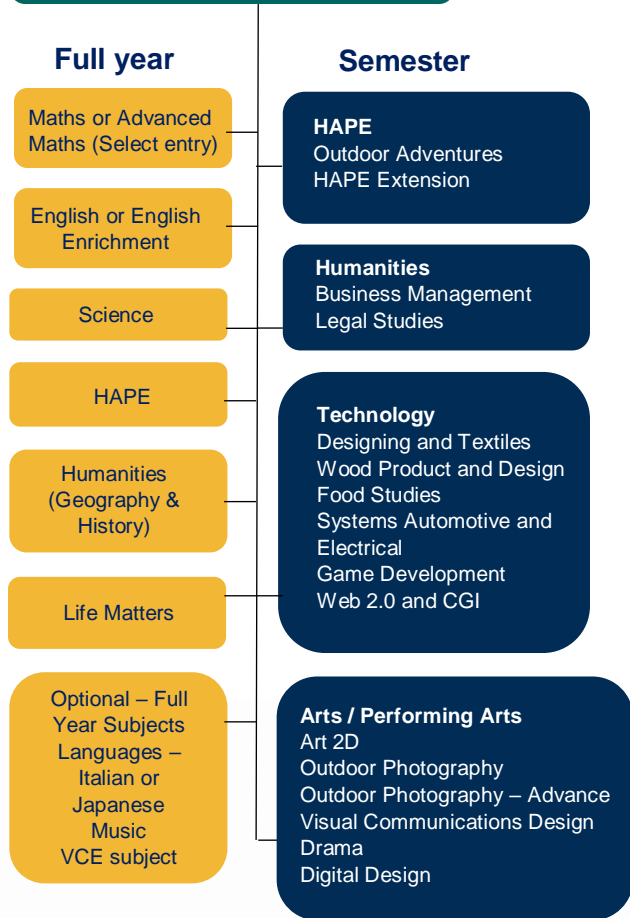 Full year
Maths or Advanced
Maths (Select entry)
English or English
Enrichment
Science
HAPE
Humanities
(Geography &
History)
Life Matters
Optional – Full
Year Subjects
Languages –
Italian or
Japanese
Music
VCE subject
Semester
HAPE
Outdoor Adventures
HAPE Extension
Humanities
Business Management
Legal Studies
Technology
Designing and Textiles
Wood Product and Design
Food Studies
Systems Automotive and
Electrical
Game Development
Web 2.0 and CGI
Arts / Performing Arts
Art 2D
Outdoor Photography
Outdoor Photography – Advance
Visual Communications Design
Drama
Digital Design